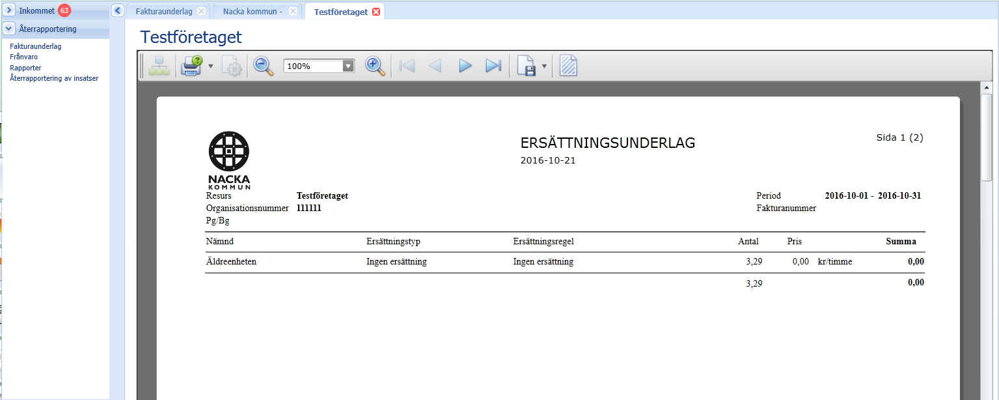 Inkommet 63
Återrapportering
Fakturaunderlag
Frånvaro
Rapporter
Återrapportering av insatser
Fakturaunderlag Nacka kommun - Testföretaget
Testföretaget
100%
NACKA
KOMMUN
ERSÄTTNINGSUNDERLAG
2016-10-21
Sida 1 (2)
Resurs Testföretaget Period 2016-10-01 - 2016-10-31
Organisationsnummer 111111 Fakturanummer
Pg/Bg
Nämnd Ersättningstyp Ersättningsregel Antal Pris Summa
Äldreenheten Ingen ersättning Ingen ersättning 3,29 0,00 kr/timme 0,00
3,29 0,00